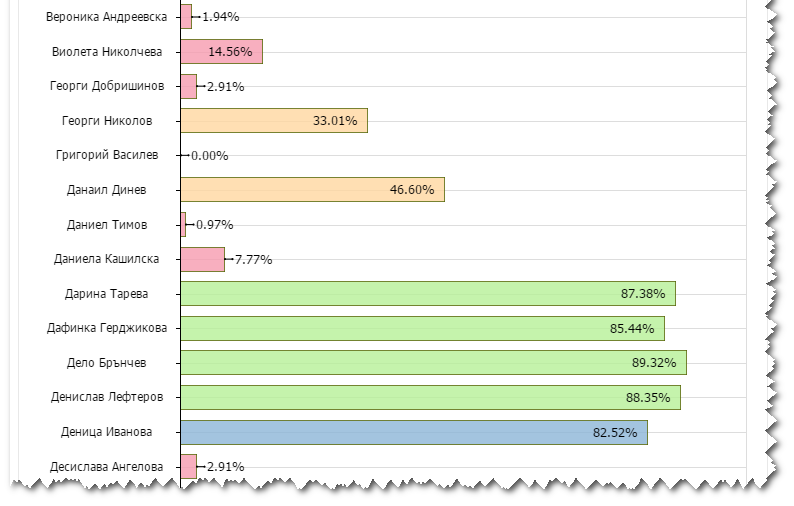 Вероника Андреевска 1.94%
Виолета Николчева 14.56%
Георги Добришинов 2.91%
Георги Николов 33.01%
Григорий Василев 0.00%
Данаил Динев 46.60%
Даниел Тимов 0.97%
Даниела Кашилска 7.77%
Дарина Тарева 87.38%
Дафинка Герджикова 85.44%
Дело Брънчев 89.32%
Денислав Лефтеров 88.35%
Деница Иванова 82.52%
Десислава Ангелова 2.91%